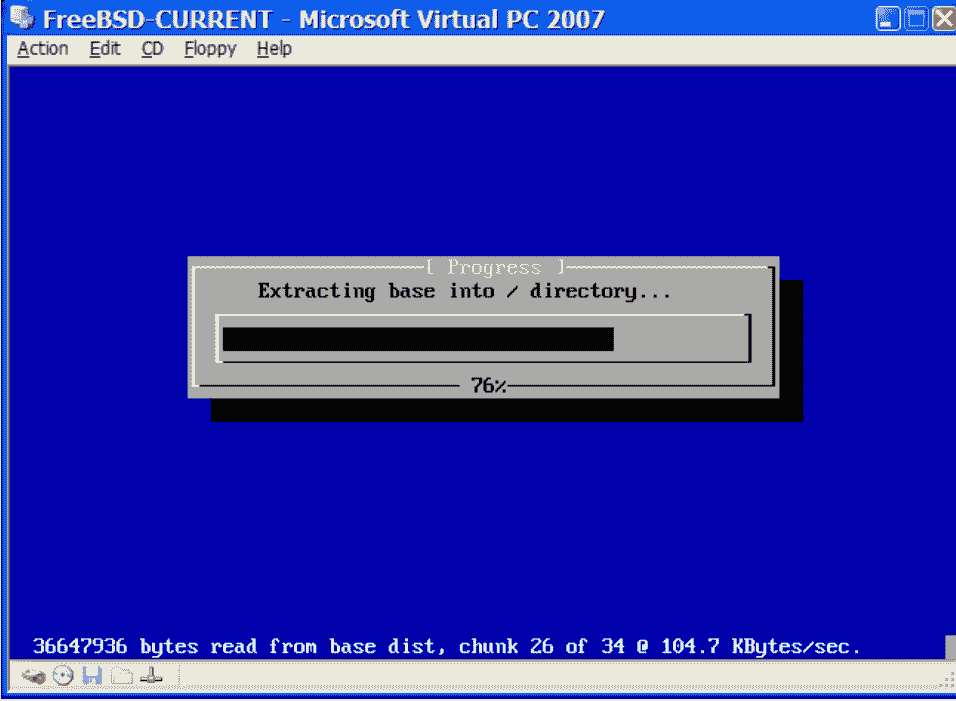 FreeBSD-CURRENT - Microsoft Virtual PC 2007
Action Edit CD Floppy Help
[ Progress ]
Extracting base into / directory...
76%
36647936 bytes read from base dist, chunk 26 of 34 @ 104.7 KBytes/sec.